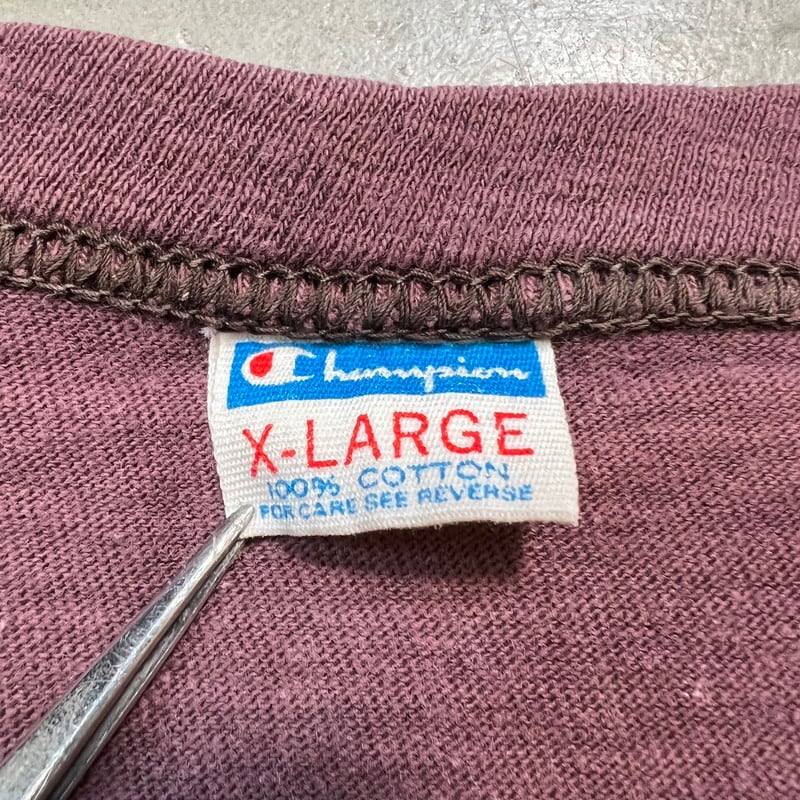 Champion
X-LARGE
100% COTTON
FOR CARE SEE REVERSE